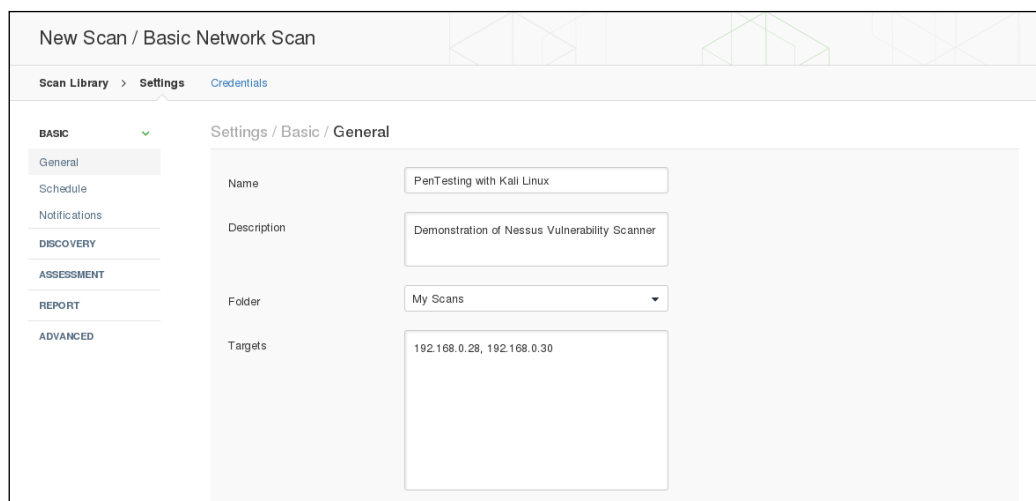 New Scan / Basic Network Scan
Scan Library > Settings Credentials
BASIC
General
Schedule
Notifications
DISCOVERY
ASSESSMENT
REPORT
ADVANCED
Settings / Basic / General
Name
PenTesting with Kali Linux
Description
Demonstration of Nessus Vulnerability Scanner
Folder
My Scans
Targets
192.168.0.28, 192.168.0.30